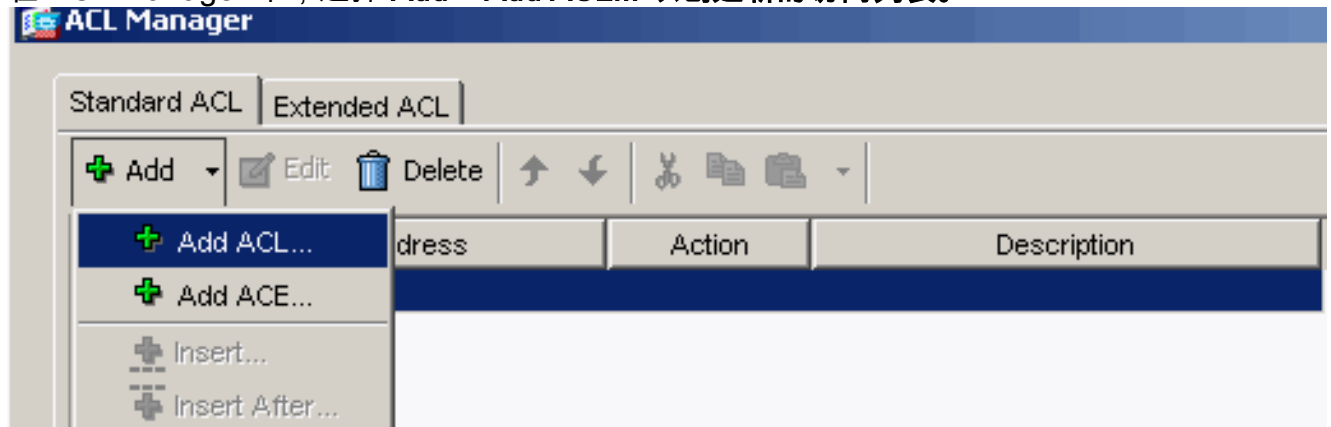 ACL Manager
Standard ACL Extended ACL
Add Edit Delete
Add ACL... dress Action Description
Add ACE...
Insert...
Insert After...